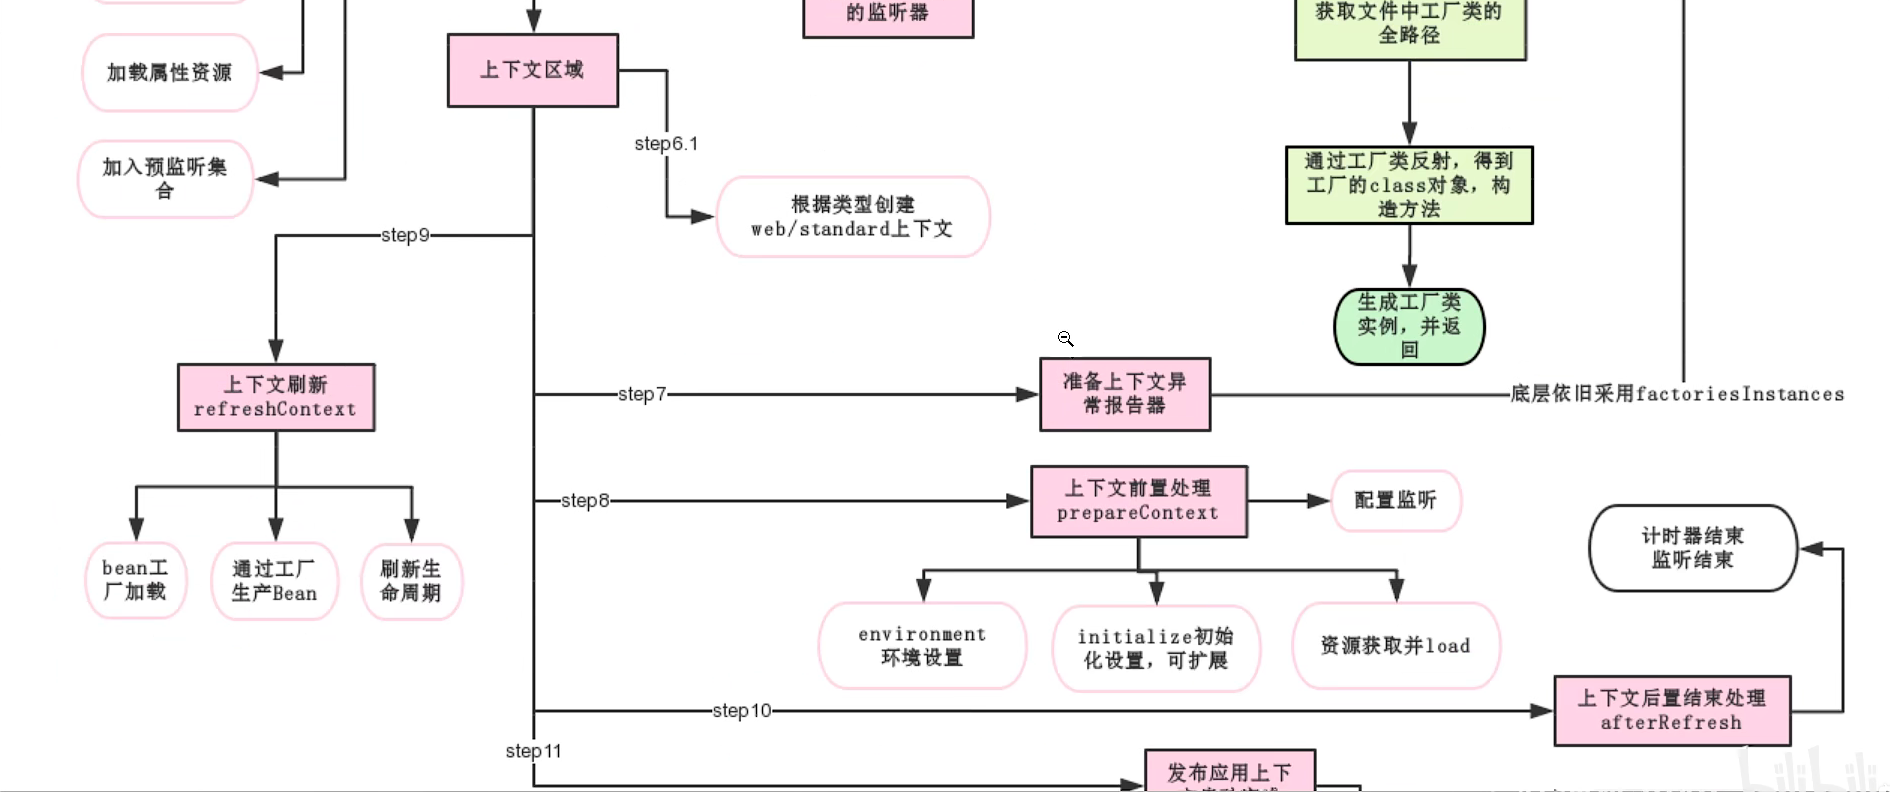 的监听器
获取文件中工厂类的
全路径
加载属性资源
上下文区域
step6.1
加入预监听集
合
通过工厂类反射，得到
工厂的class对象，构
造方法
根据类型创建
web/standard上下文
step9
生成工厂类
实例，并返
回
上下文刷新
refreshContext
step7
准备上下文异
常报告器
底层依旧采用factoriesInstances
step8
上下文前置处理
prepareContext
配置监听
计时器结束
监听结束
bean工
厂加载
通过工厂
生产Bean
刷新生
命周期
environment
环境设置
initialize初始
化设置，可扩展
资源获取并load
step10
上下文后置结束处理
afterRefresh
step11
发布应用上下
bilibili